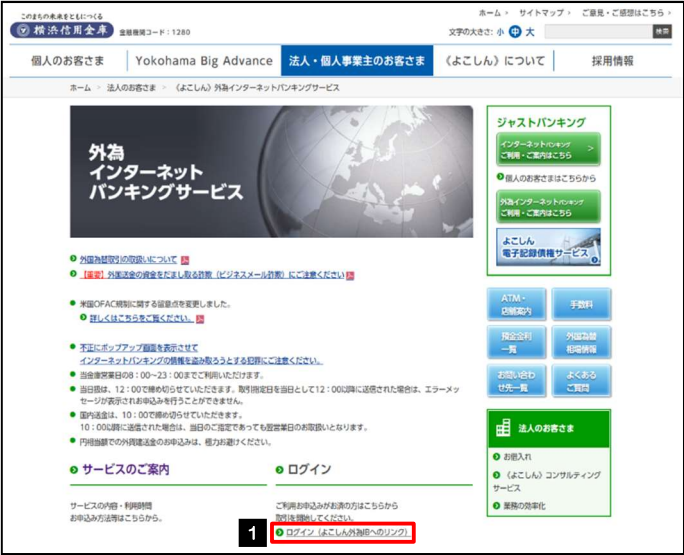 このまちの未来をともにつくる
横浜信用金庫
金融機関コード：1280
ホーム
サイトマップ
ご意見・ご感想はこちら
文字の大きさ: 小 中 大
検索
個人のお客さま
Yokohama Big Advance
法人・個人事業主のお客さま
《よこしん》について
採用情報
ホーム > 法人のお客さま > 《よこしん》外為インターネットバンキングサービス
外為
インターネット
バンキングサービス
外国為替取引の取扱いについて
【重要】外国送金の資金をだまし取る詐欺（ビジネスメール詐欺）にご注意ください
米国OFAC規制に関する留意点を変更しました。
詳しくはこちらをご覧ください。
不正にポップアップ画面を表示させて
インターネットバンキングの情報を盗み取ろうとする犯罪にご注意ください。
当金庫営業日の8：00～23：00までご利用いただけます。
当日扱は、12：00で締め切らせていただきます。取引指定日を当日として12：00以降に送信された場合は、エラーメッ
セージが表示されお申込みを行うことができません。
国内送金は、10：00で締め切らせていただきます。
10：00以降に送信された場合は、当日のご指定であっても翌営業日のお取扱いとなります。
円相当額での外貨建送金のお申込みは、極力お避けください。
サービスのご案内
サービスの内容・利用時間
お申込み方法等はこちらから。
ログイン
ご利用お申込みがお済の方はこちらから
取引を開始してください。
1
ログイン（よこしん外為IBへのリンク）
ジャストバンキング
インターネットバンキング
ご利用・ご案内はこちら
個人のお客さまはこちらから
外為インターネットバンキング
ご利用・ご案内はこちら
よこしん
電子記録債権サービス
ATM・
店舗案内
手数料
預金金利
一覧
外国為替
相場情報
お問い合わ
せ先一覧
よくある
ご質問
法人のお客さま
お借入れ
《よこしん》コンサルティング
サービス
業務の効率化